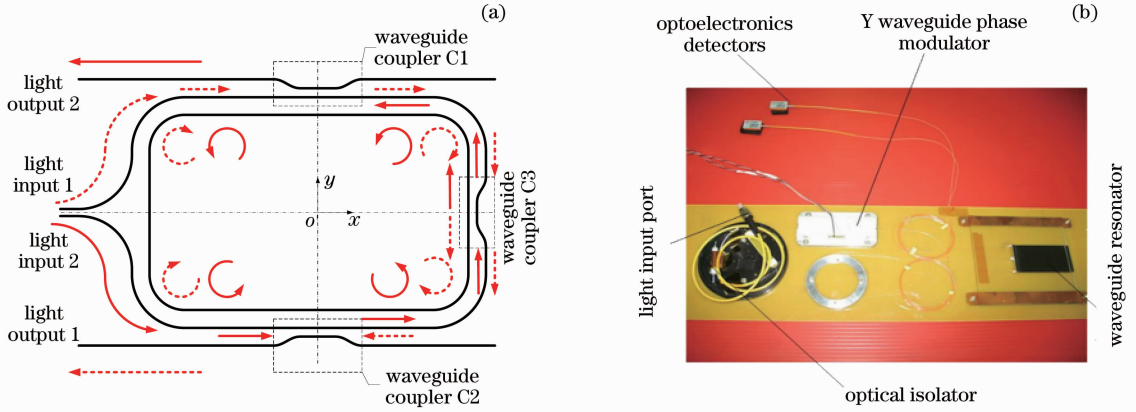 (a)
waveguide
coupler C1
light
output 2
light
input 1
light
input 2
light
output 1
y
o
x
waveguide
coupler C3
waveguide
coupler C2
(b)
optoelectronics
detectors
Y waveguide phase
modulator
light input port
waveguide resonator
optical isolator